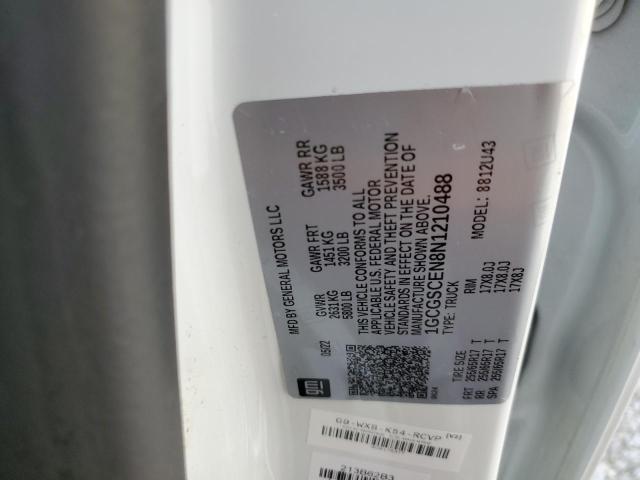 gm
MFD BY GENERAL MOTORS LLC
05/22
GVWR
2631 KG
5800 LB
GAWR FRT
1451 KG
3200 LB
GAWR RR
1588 KG
3500 LB
THIS VEHICLE CONFORMS TO ALL
APPLICABLE U.S. FEDERAL MOTOR
VEHICLE SAFETY AND THEFT PREVENTION
STANDARDS IN EFFECT ON THE DATE OF
MANUFACTURE SHOWN ABOVE.
1GCGSCEN8N1210488
TYPE: TRUCK
MODEL: 8812U43
TIRE SIZE RIM
FRT 255/65R17 T 17X8.0J
RR 255/65R17 T 17X8.0J
SPA 255/65R17 T 17X8J
G9-WXB-K54-RCVP (V2)
21386283